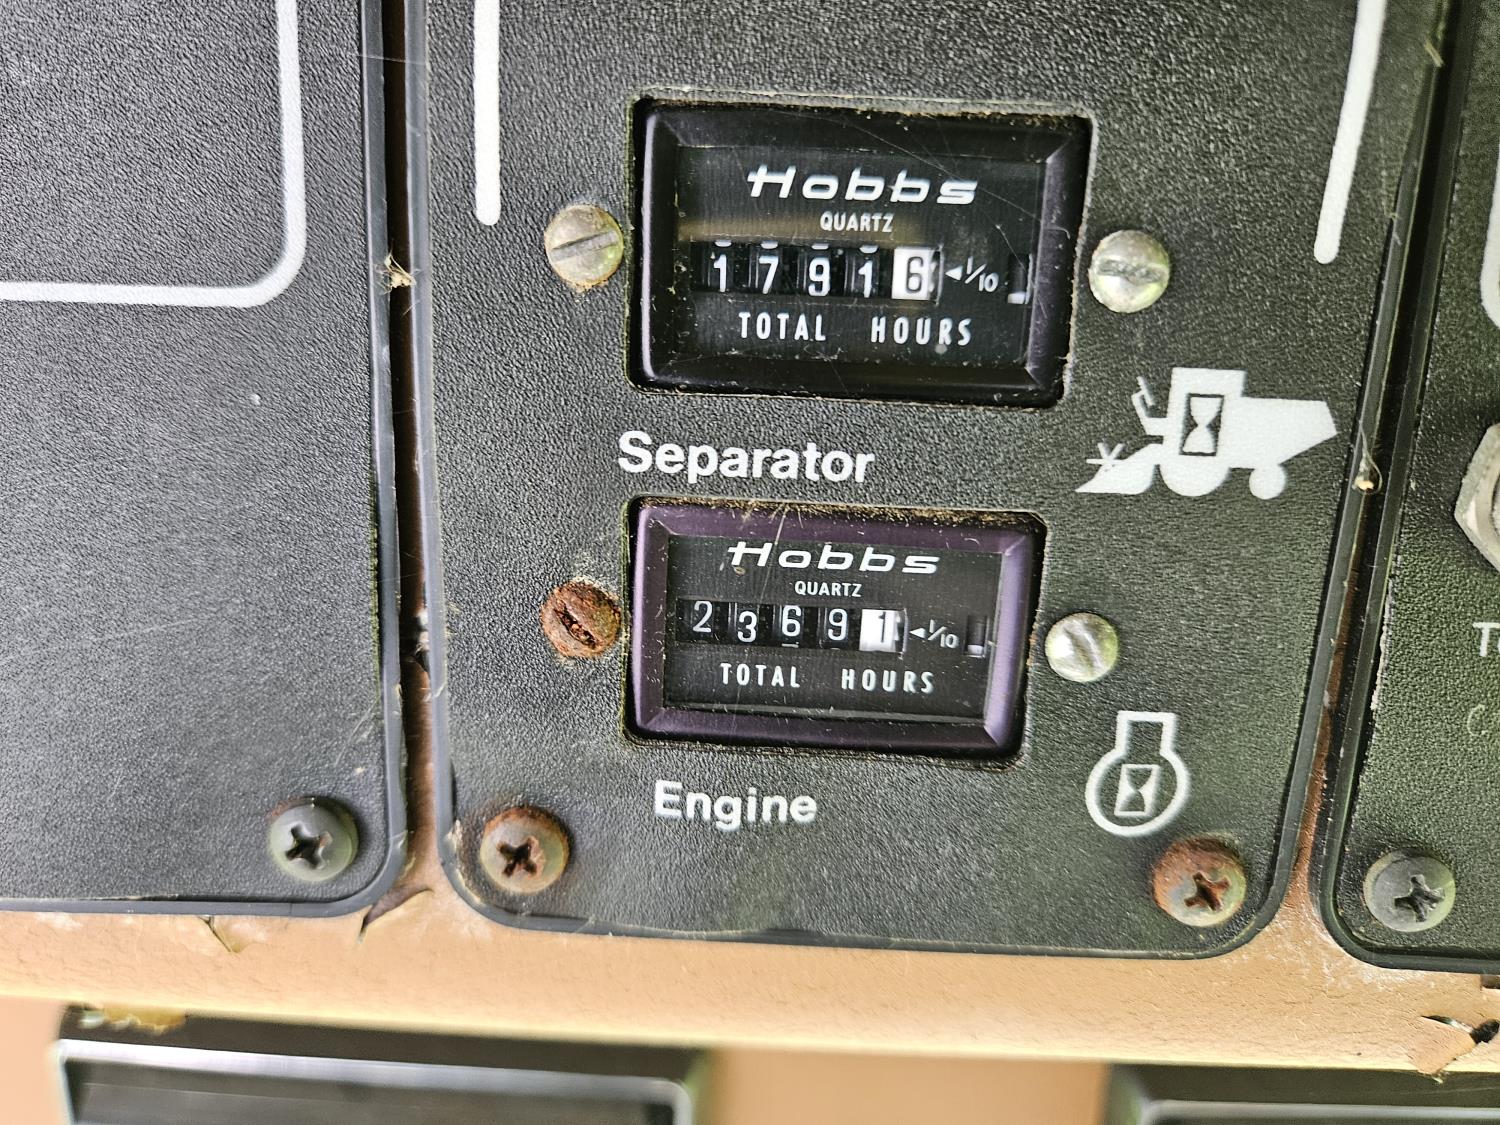 Hobbs
QUARTZ
17916 ◄1/10
TOTAL HOURS
Separator
Hobbs
QUARTZ
23691 ◄1/10
TOTAL HOURS
Engine